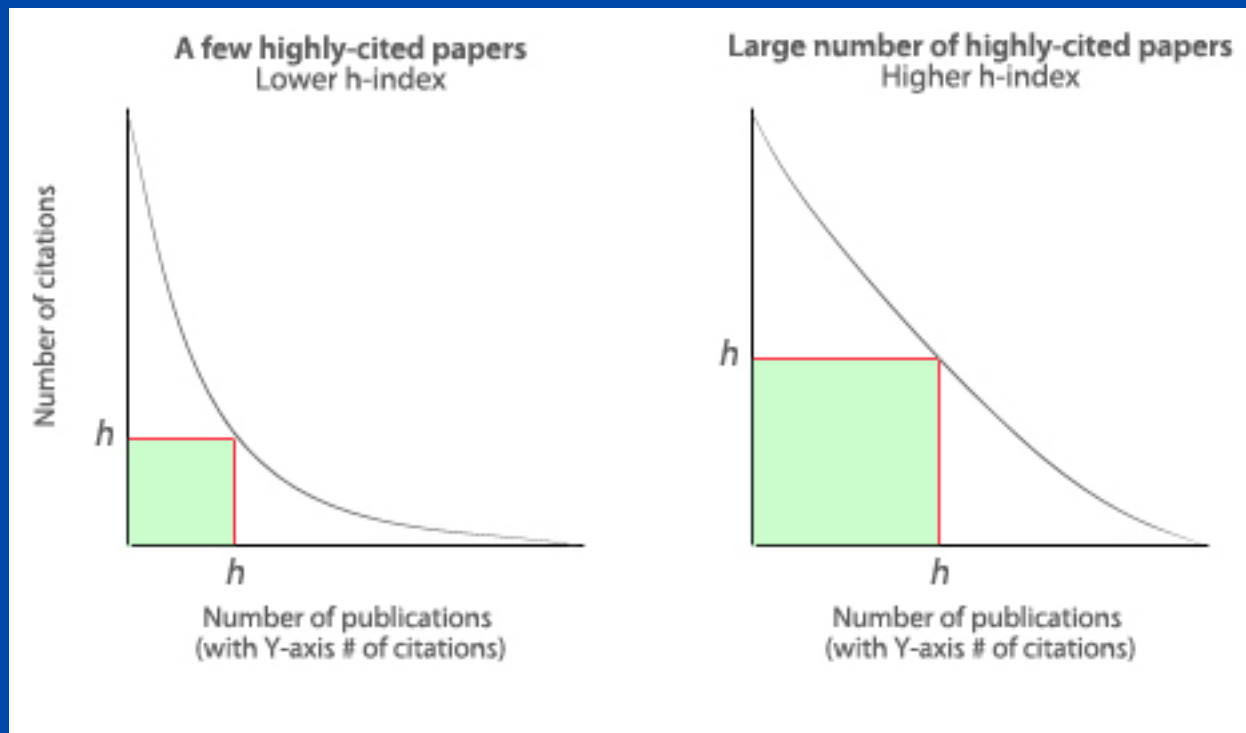 A few highly-cited papers
Lower h-index
Number of citations
h
h
Number of publications
(with Y-axis # of citations)
Large number of highly-cited papers
Higher h-index
h
h
Number of publications
(with Y-axis # of citations)